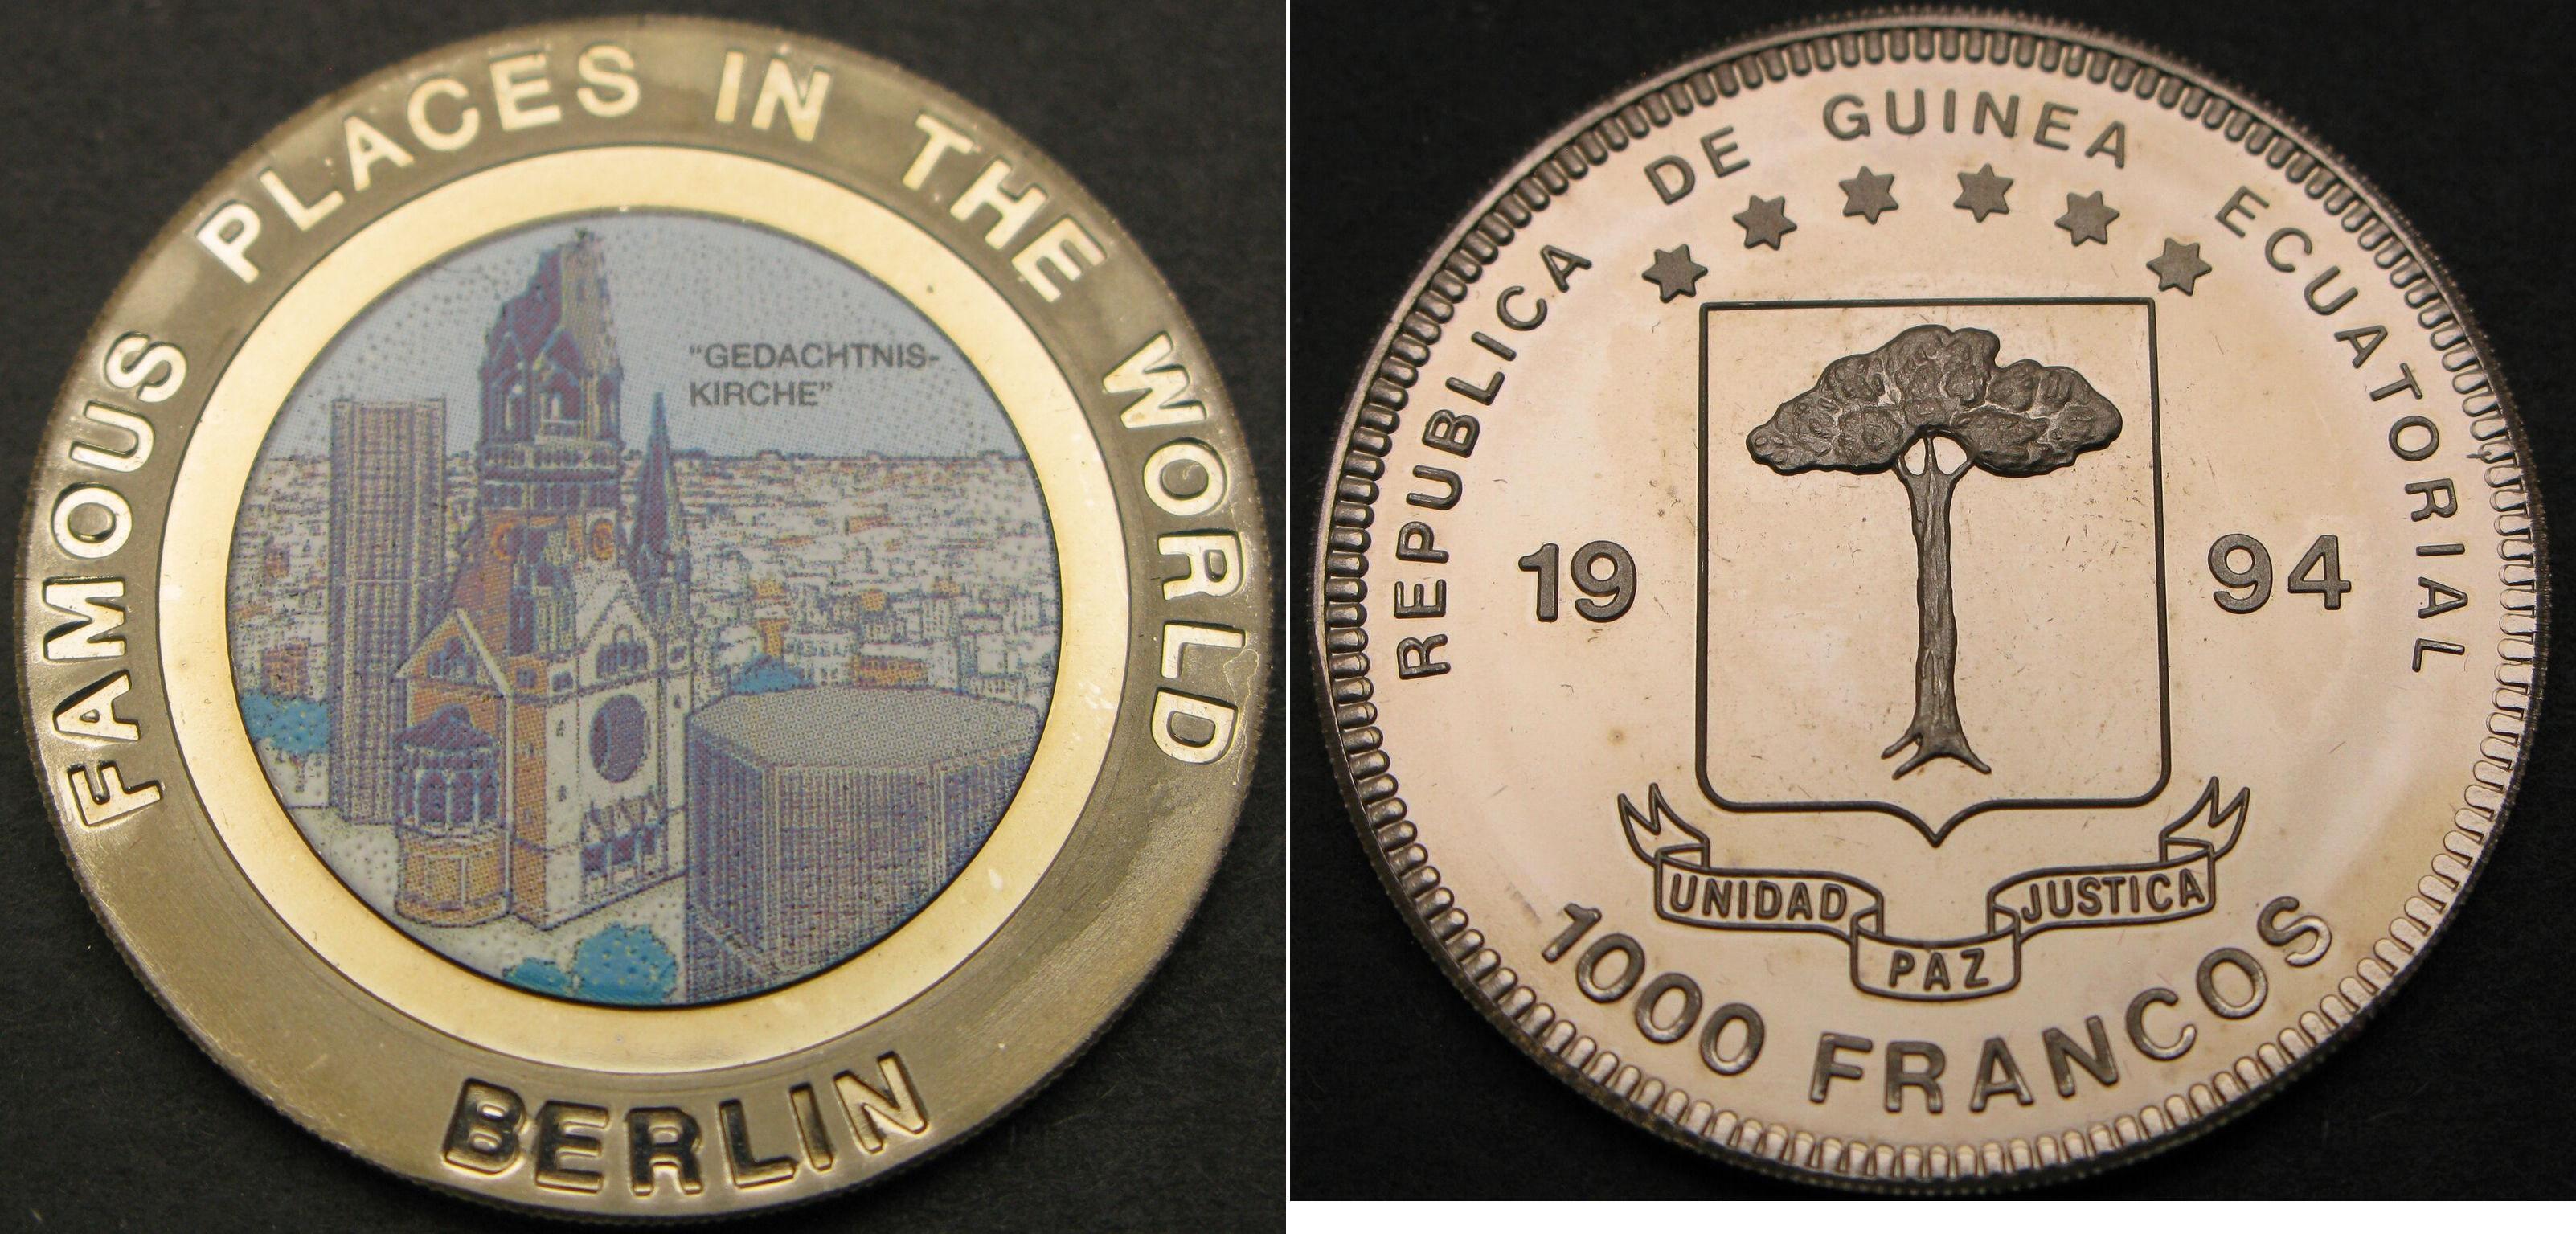 FAMOUS PLACES IN THE WORLD
"GEDACHTNIS-
KIRCHE"
BERLIN
REPUBLICA DE GUINEA ECUATORIAL
19 94
UNIDAD PAZ JUSTICA
1000 FRANCOS